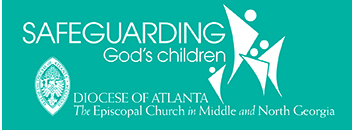 SAFEGUARDING
God's children
DIOCESE OF ATLANTA
The Episcopal Church in Middle and North Georgia